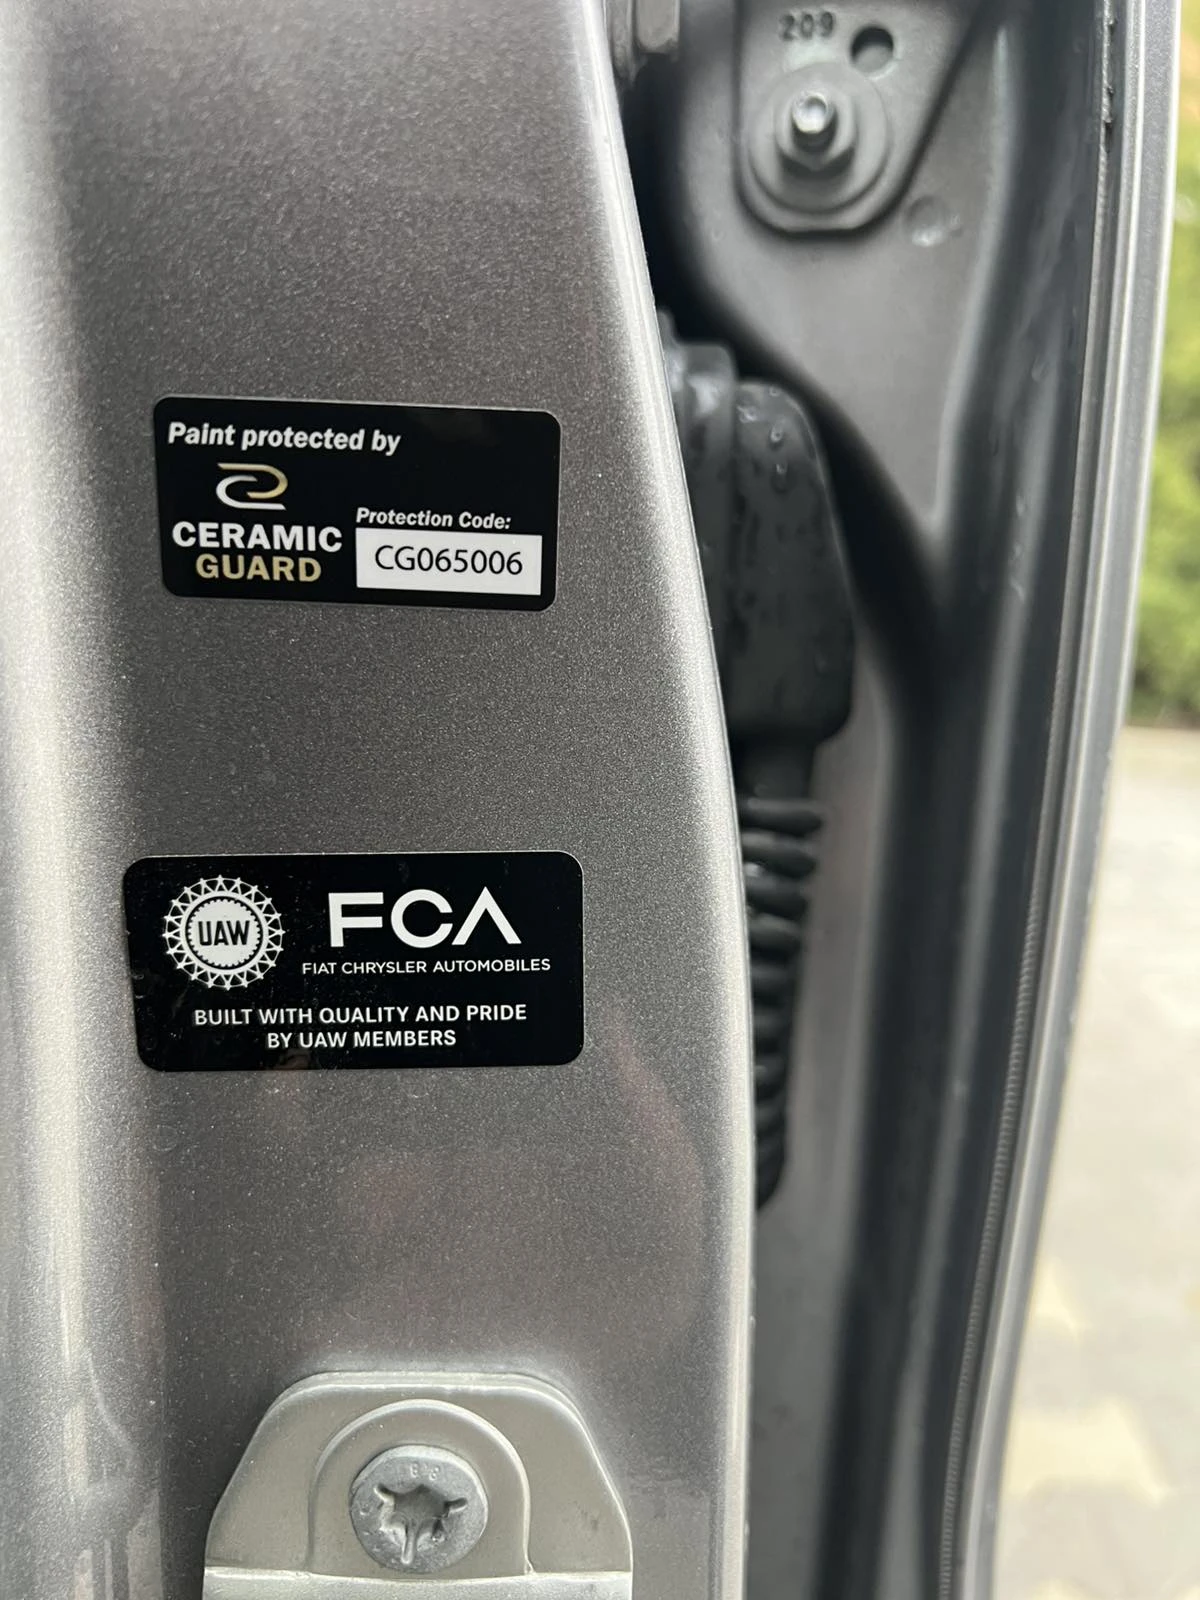 209
Paint protected by
CERAMIC
GUARD
Protection Code:
CG065006
UAW
FCA
FIAT CHRYSLER AUTOMOBILES
BUILT WITH QUALITY AND PRIDE
BY UAW MEMBERS